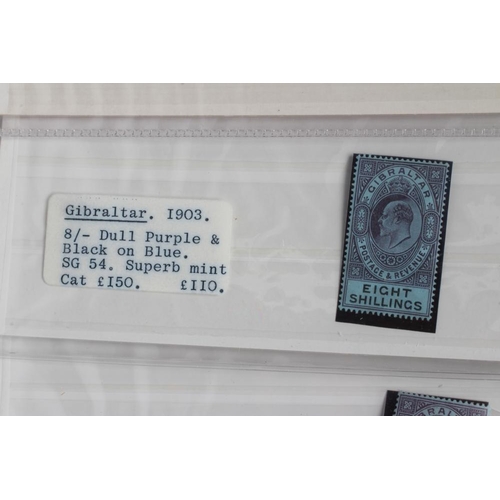 Gibraltar. 1903.
8/- Dull Purple &
Black on Blue.
SG 54. Superb mint
Cat £150. £110.
GIBRALTAR
POSTAGE & REVENUE
EIGHT
SHILLINGS
RALTAR